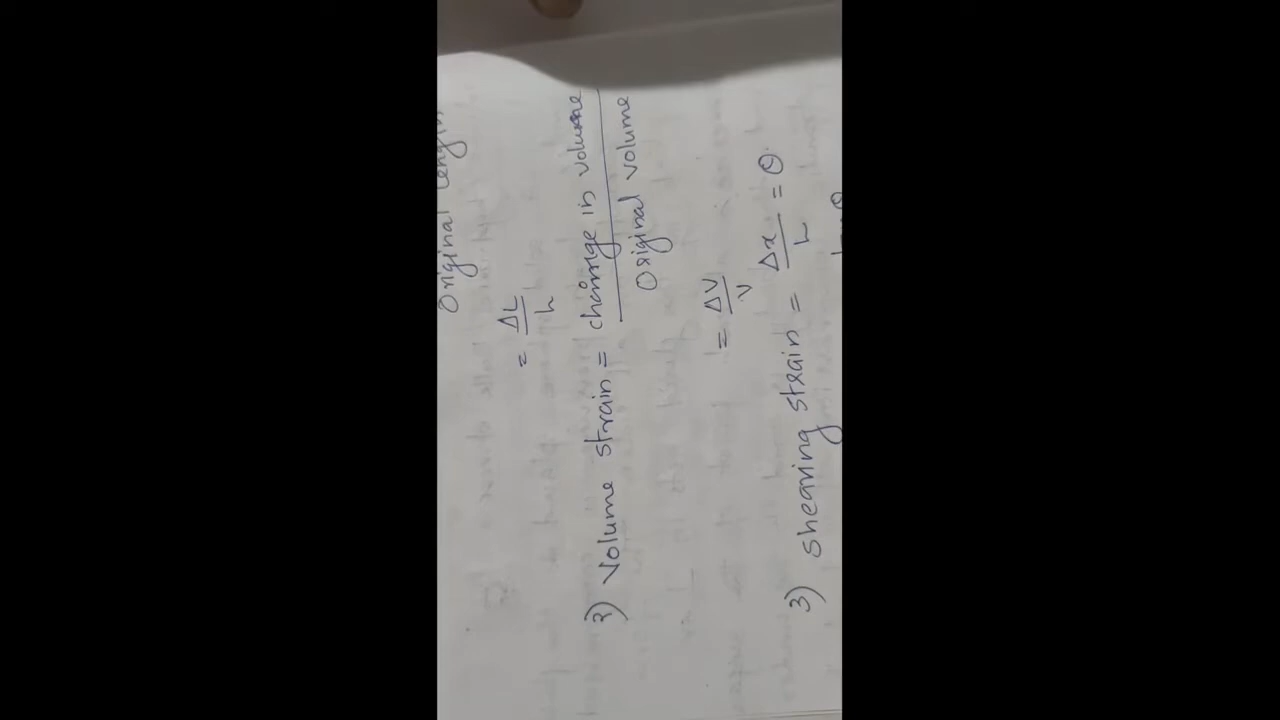 Original Length
= ΔL
L
2) Volume strain = change in volume
Original volume
= ΔV
V
3) shearing strain = Δx = θ
L